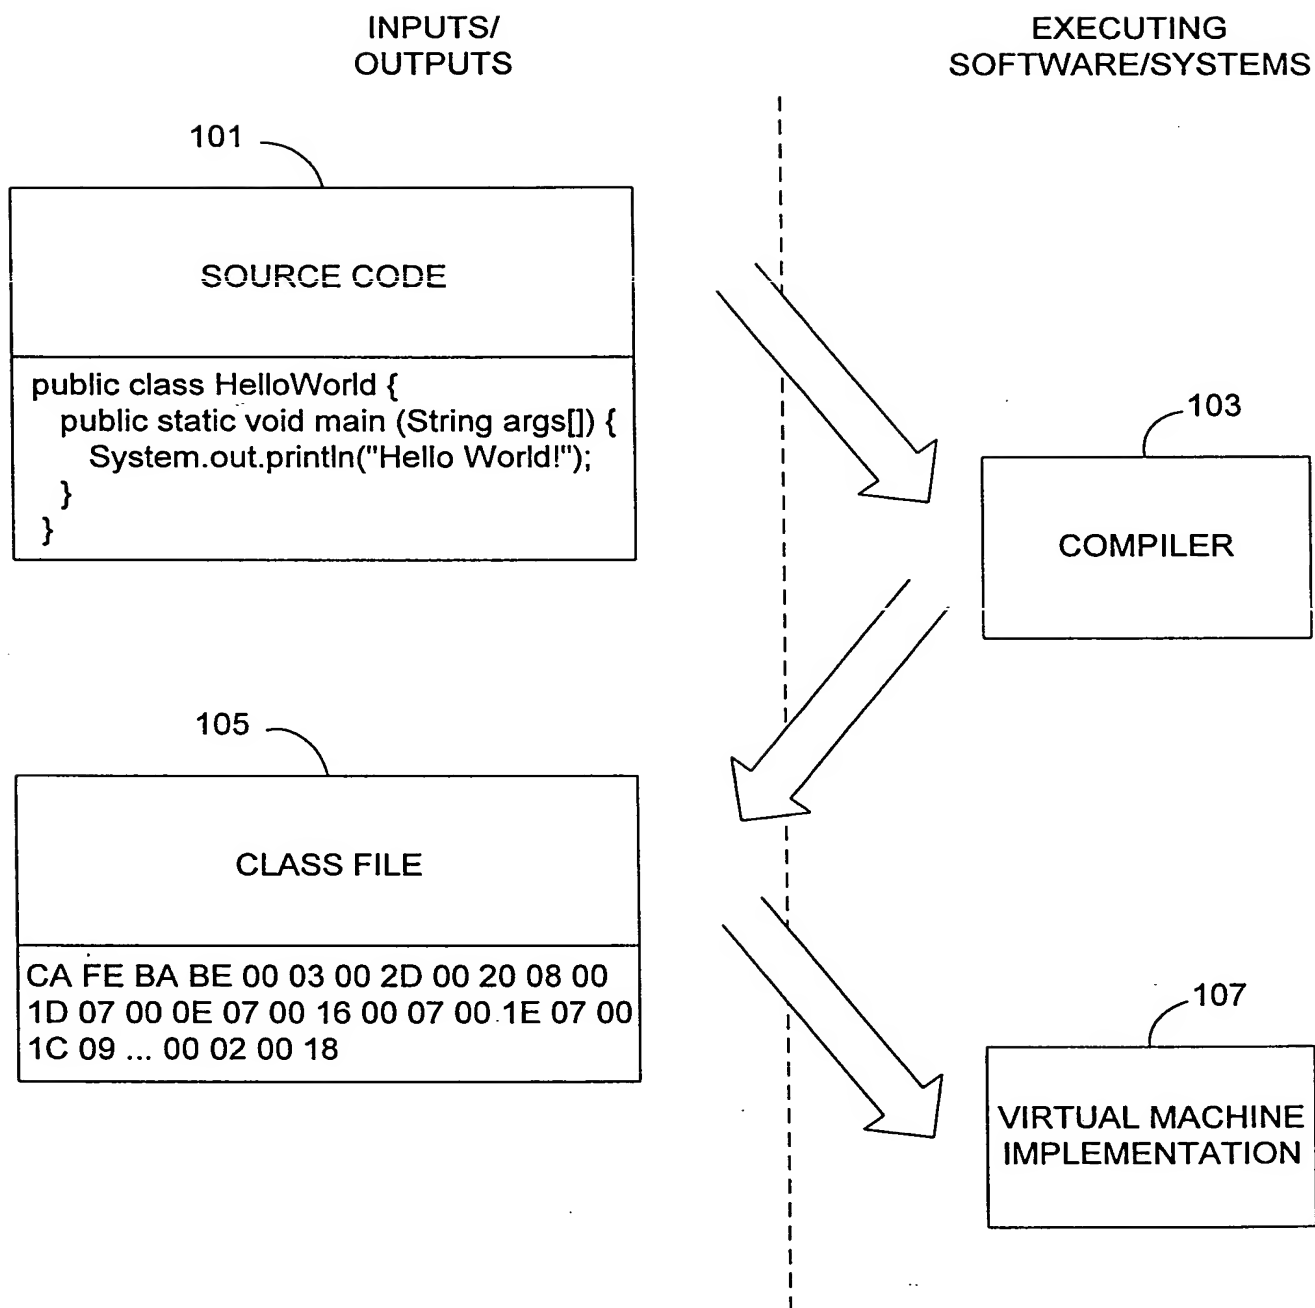 INPUTS/
OUTPUTS
EXECUTING
SOFTWARE/SYSTEMS
101
SOURCE CODE
public class HelloWorld {
public static void main (String args[]) {
System.out.println("Hello World!");
}
}
103
COMPILER
105
CLASS FILE
CA FE BA BE 00 03 00 2D 00 20 08 00
1D 07 00 0E 07 00 16 00 07 00 1E 07 00
1C 09 ... 00 02 00 18
107
VIRTUAL MACHINE
IMPLEMENTATION